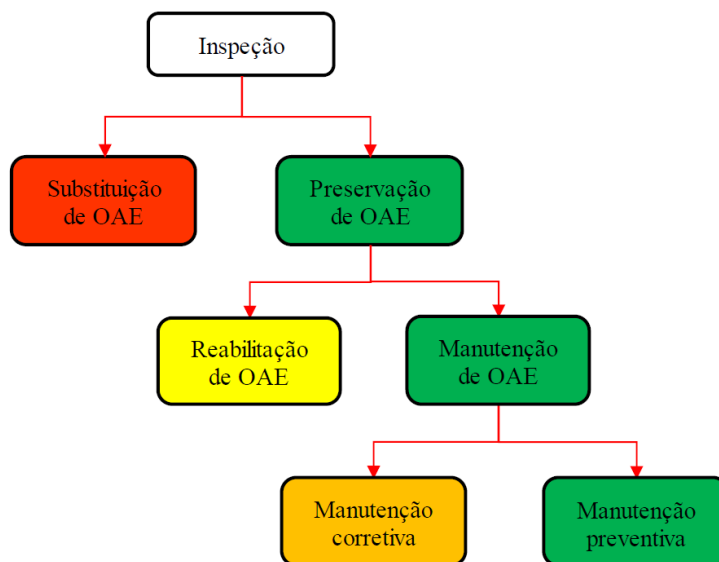 Inspeção
Substituição
de OAE
Preservação
de OAE
Reabilitação
de OAE
Manutenção
de OAE
Manutenção
corretiva
Manutenção
preventiva